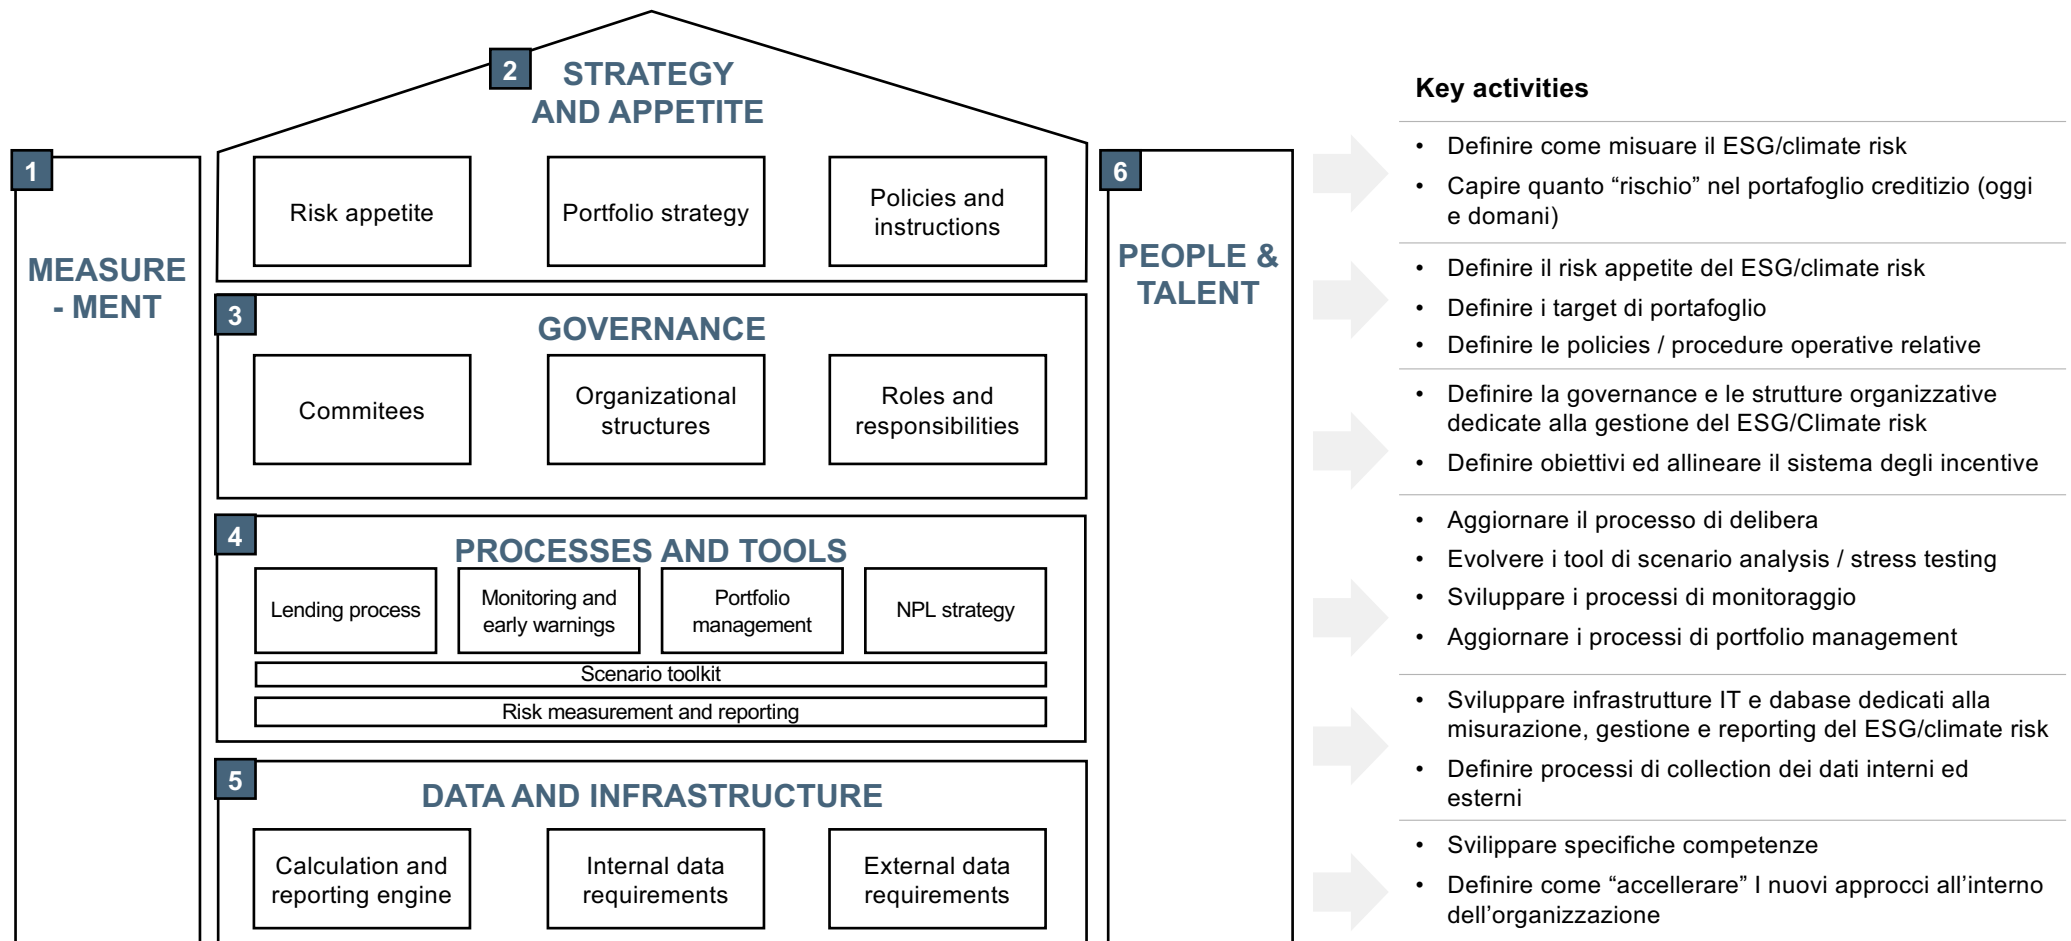 1
MEASURE
- MENT
2
STRATEGY
AND APPETITE
Risk appetite
Portfolio strategy
Policies and
instructions
3
GOVERNANCE
Commitees
Organizational
structures
Roles and
responsibilities
4
PROCESSES AND TOOLS
Lending process
Monitoring and
early warnings
Portfolio
management
NPL strategy
Scenario toolkit
Risk measurement and reporting
5
DATA AND INFRASTRUCTURE
Calculation and
reporting engine
Internal data
requirements
External data
requirements
6
PEOPLE &
TALENT
Key activities
• Definire come misuare il ESG/climate risk
• Capire quanto “rischio” nel portafoglio creditizio (oggi
e domani)
• Definire il risk appetite del ESG/climate risk
• Definire i target di portafoglio
• Definire le policies / procedure operative relative
• Definire la governance e le strutture organizzative
dedicate alla gestione del ESG/Climate risk
• Definire obiettivi ed allineare il sistema degli incentive
• Aggiornare il processo di delibera
• Evolvere i tool di scenario analysis / stress testing
• Sviluppare i processi di monitoraggio
• Aggiornare i processi di portfolio management
• Sviluppare infrastrutture IT e dabase dedicati alla
misurazione, gestione e reporting del ESG/climate risk
• Definire processi di collection dei dati interni ed
esterni
• Svilippare specifiche competenze
• Definire come “accellerare” I nuovi approcci all’interno
dell’organizzazione